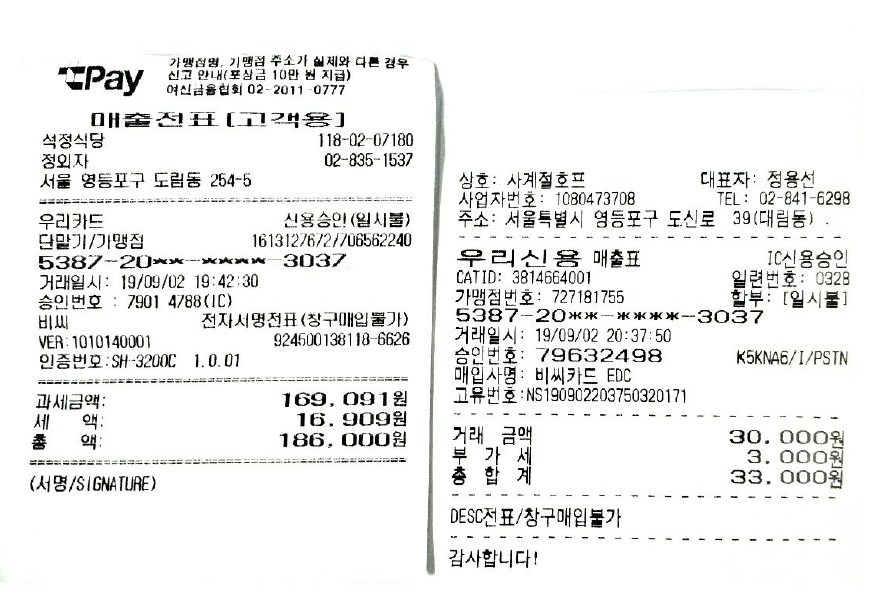 TPay
가맹점명, 가맹점 주소가 실제와 다른 경우
신고 안내(포상금 10만 원 지급)
여신금융협회 02-2011-0777
매출전표[고객용]
석정식당 118-02-07180
정외자 02-835-1537
서울 영등포구 도림동 254-5
우리카드 신용승인(일시불)
단말기/가맹점 1613127672/706562240
5387-20**-****-3037
거래일시: 19/09/02 19:42:30
승인번호 : 7901 4788(IC)
비씨 전자서명전표(창구매입불가)
VER:1010140001 924500138118-6626
인증번호:SH-3200C 1.0.01
과세금액: 169,091원
세 액: 16,909원
총 액: 186,000원
(서명/SIGNATURE)
상호: 사계절호프 대표자: 정용선
사업자번호: 1080473708 TEL: 02-841-6298
주소: 서울특별시 영등포구 도신로 39(대림동) .
우리신용 매출표 IC신용승인
CATID: 3814664001 일련번호: 0328
가맹점번호: 727181755 할부: [일시불]
5387-20**-****-3037
거래일시: 19/09/02 20:37:50
승인번호: 79632498 K5KNA6/I/PSTN
매입사명: 비씨카드 EDC
고유번호:NS190902203750320171
거래 금액 30,000원
부 가 세 3,000원
총 합 계 33,000원
DESC전표/창구매입불가
감사합니다!